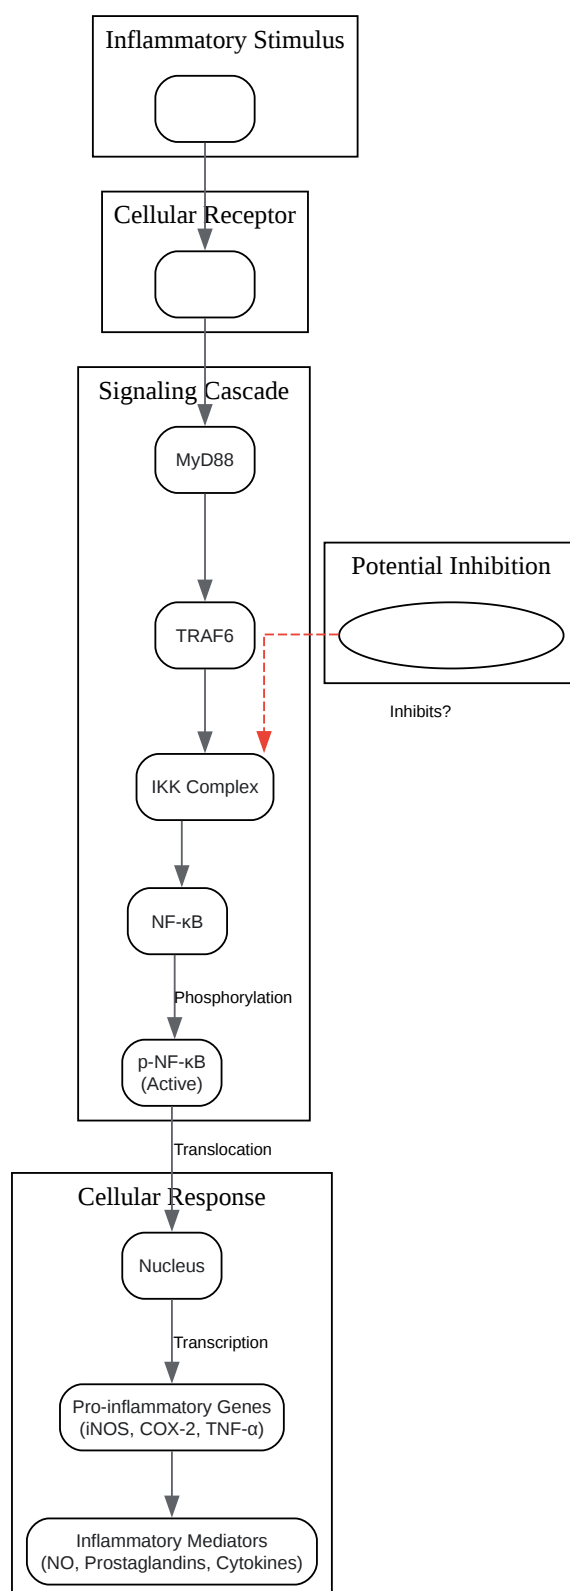 Inflammatory Stimulus
Cellular Receptor
Signaling Cascade
MyD88
Potential Inhibition
TRAF6
Inhibits?
IKK Complex
NF-κB
Phosphorylation
p-NF-κB
(Active)
Translocation
Cellular Response
Nucleus
Transcription
Pro-inflammatory Genes
(iNOS, COX-2, TNF-α)
Inflammatory Mediators
(NO, Prostaglandins, Cytokines)